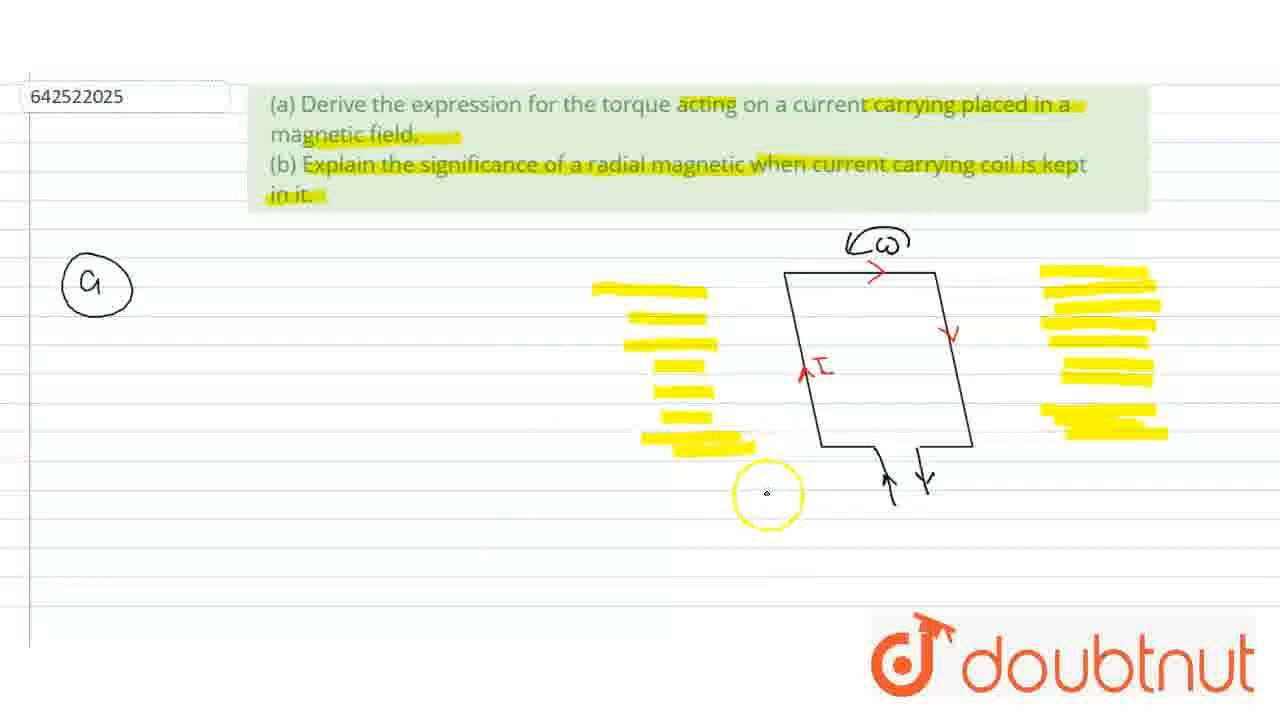 642522025
(a) Derive the expression for the torque acting on a current carrying placed in a
magnetic field.
(b) Explain the significance of a radial magnetic when current carrying coil is kept
in it.
ω
a
I
doubtnut